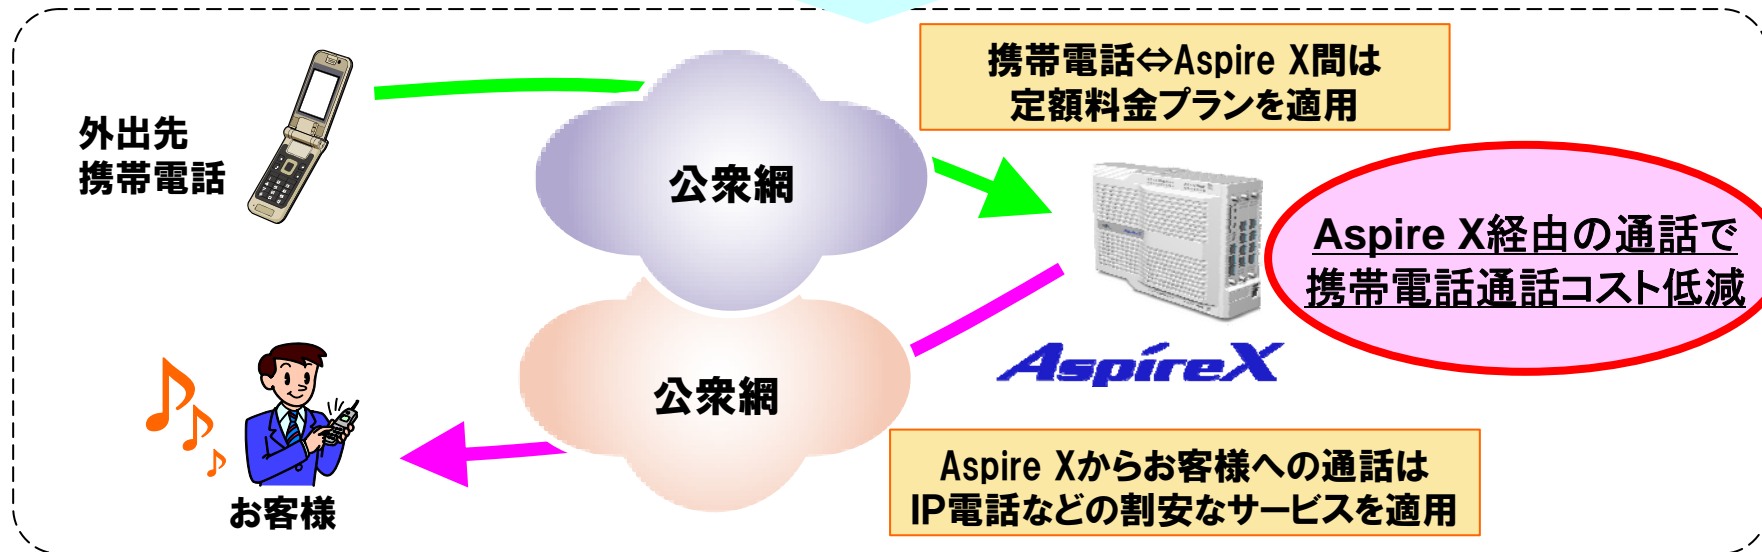 外出先
携帯電話
公衆網
携帯電話⇔Aspire X間は
定額料金プランを適用
Aspire X経由の通話で
携帯電話通話コスト低減
AspireX
公衆網
お客様
Aspire Xからお客様への通話は
IP電話などの割安なサービスを適用